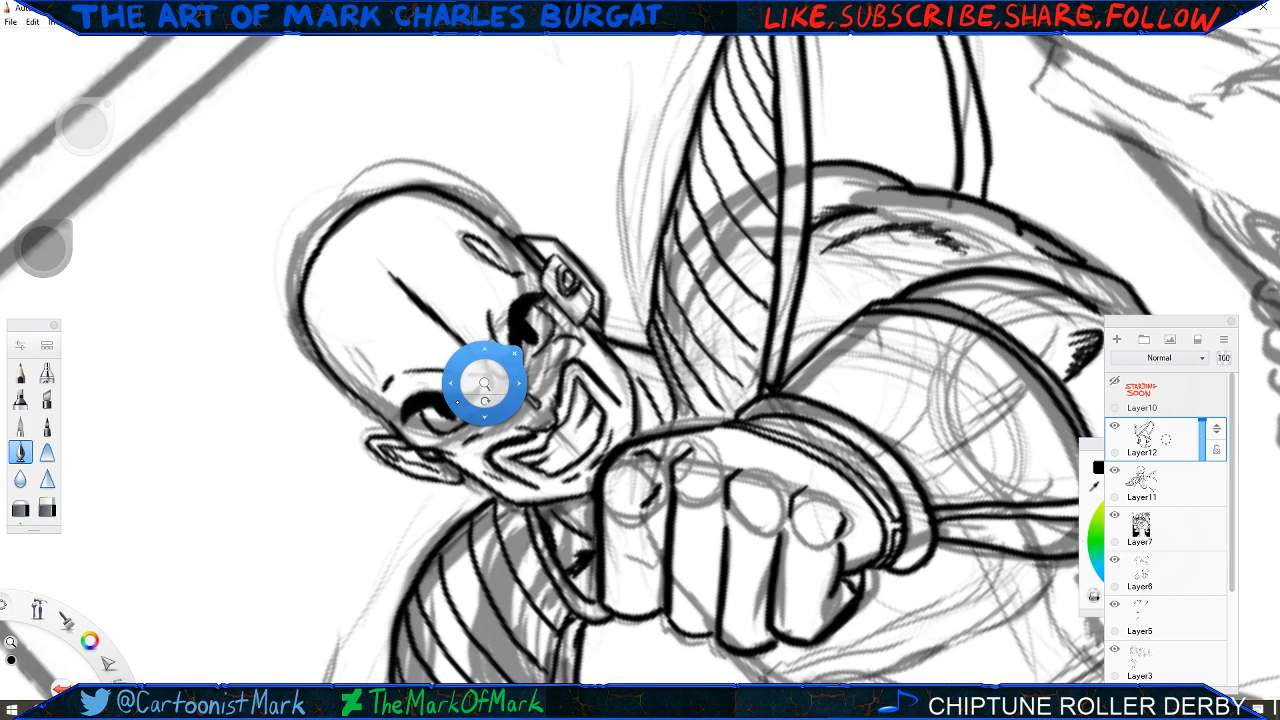 THE ART OF MARK CHARLES BURGAT
LIKE,SUBSCRIBE,SHARE,FOLLOW
File
Edit
Normal
100
STARTING
SOON
Layer10
Layer12
Layer11
Layer7
Layer6
Layer5
Layer3
@CartoonistMark
TheMarkOfMark
CHIPTUNE ROLLER DERBY